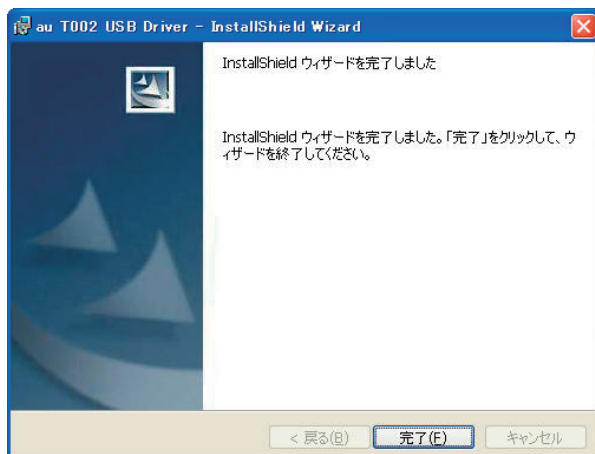 au T002 USB Driver - InstallShield Wizard
InstallShield ウィザードを完了しました
InstallShield ウィザードを完了しました。「完了」をクリックして、ウ
ィザードを終了してください。
< 戻る(B)
完了(F)
キャンセル